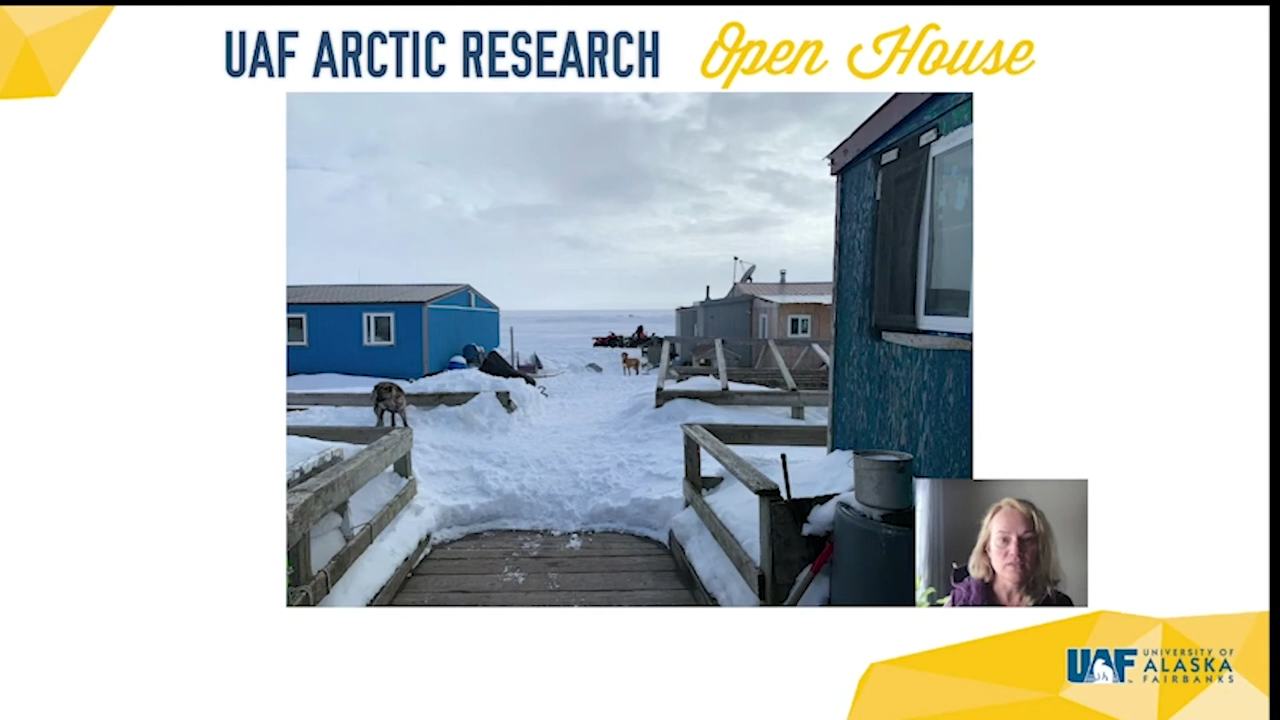 UAF ARCTIC RESEARCH Open House
UAF UNIVERSITY OF
ALASKA
FAIRBANKS